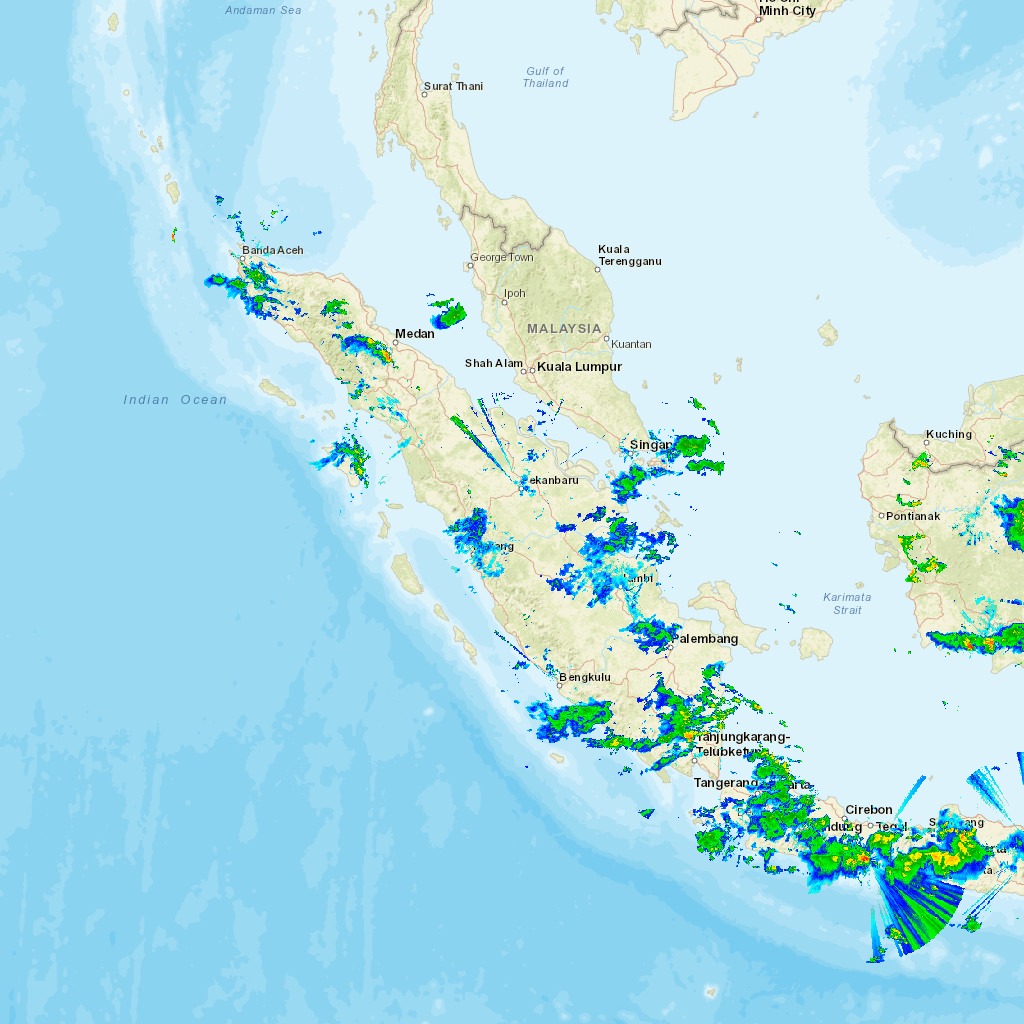 Andaman Sea
Minh City
Gulf of
Thailand
Surat Thani
Banda Aceh
George Town
Kuala
Terengganu
Ipoh
MALAYSIA
Medan
Kuantan
Shah Alam
Kuala Lumpur
Indian Ocean
Kuching
Pontianak
Karimata
Strait
Palembang
Bengkulu
Tangerang
Cirebon